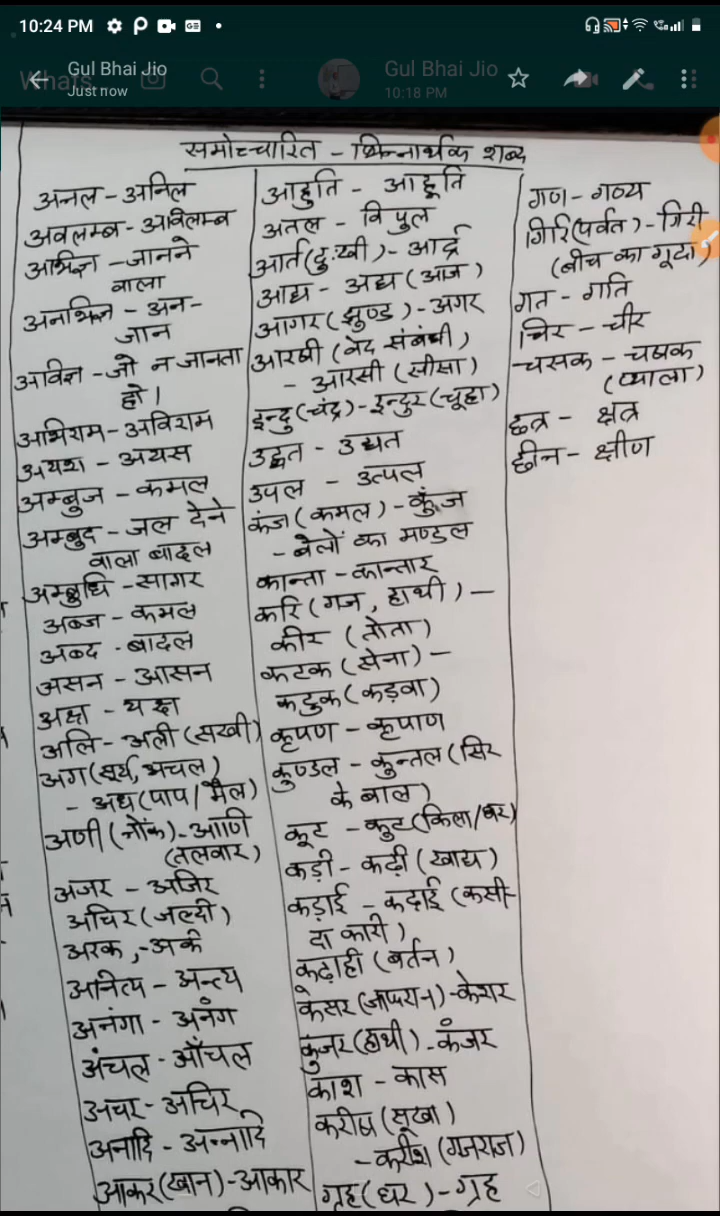 10:24 PM
Gul Bhai Jio
Just now
Gul Bhai Jio
10:18 PM
समोच्चारित - भिन्नार्थक शब्द
अनल - अनिल
अवलम्ब - अविलम्ब
अभिज्ञ - जानने
वाला
अनभिज्ञ - अन-
जान
अविज्ञ - जो न जानता
हो।
अभिराम - अविराम
अयश - अयस
अम्बुज - कमल
अम्बुद - जल देने
वाला बादल
अम्बुधि - सागर
अब्ज - कमल
अब्द - बादल
असन - आसन
अक्ष - यक्ष
अलि - अली (सखी)
अग (सूर्य, अचल)
- अघ (पाप / मैल)
अणी (नोंक) - आणि
(तलवार)
अजर - अजिर
अचिर (जल्दी)
अरक, - अर्क
अनित्य - अन्त्य
अनंगा - अनंग
अंचल - आँचल
अचर - अचिर
अनादि - अन्नादि
आकर (खान) - आकार
आहुति - आहूति
अतल - विपुल
आर्त (दुःखी) - आर्द्र
आद्य - अद्य (आज)
आगर (झुण्ड) - अगर
आरषी (वेद संबंधी)
- आरसी (सीसा)
इन्दु (चंद्र) - इन्दुर (चूहा)
उद्धत - उद्यत
उपल - उत्पल
कंज (कमल) - कुंज
- बेलों का मण्डल
कान्ता - कान्तार
करि (गज, हाथी) -
कीर (तोता)
कटक (सेना) -
कटुक (कड़वा)
कृपण - कृपाण
कुण्डल - कुन्तल (सिर
के बाल)
कूट - कुट (किला/घर)
कड़ी - कढ़ी (खाद्य)
कड़ाई - कढ़ाई (कसी-
दा कारी)
कढ़ाही (बर्तन)
केसर (जाफरान) - केशर
कुंजर (हाथी) - कंजर
काश - कास
करीष (सूखा)
- करीश (गजराज)
गृह (घर) - ग्रह
गण - गण्य
गिरि (पर्वत) - गिरी
(बीच का गूदा)
गत - गति
चिर - चीर
चसक - चषक
(प्याला)
छत्र - क्षत्र
छीन - क्षीण